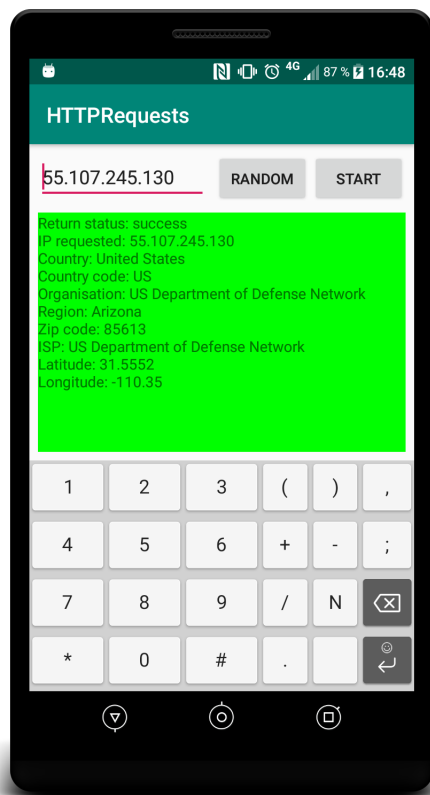 4G 87 % 16:48
HTTPRequests
55.107.245.130 RANDOM START
Return status: success
IP requested: 55.107.245.130
Country: United States
Country code: US
Organisation: US Department of Defense Network
Region: Arizona
Zip code: 85613
ISP: US Department of Defense Network
Latitude: 31.5552
Longitude: -110.35
1 2 3 ( ) ,
4 5 6 + - ;
7 8 9 / N
* 0 # .